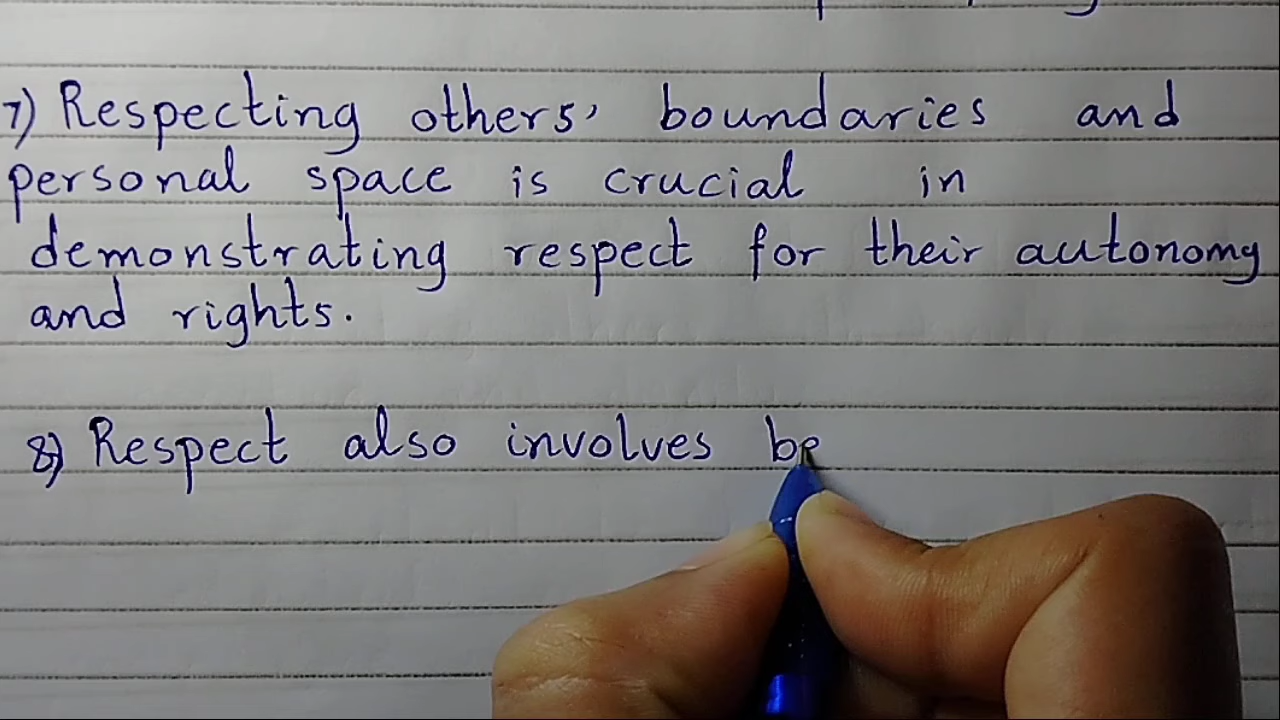 7) Respecting others' boundaries and
personal space is crucial in
demonstrating respect for their autonomy
and rights.
8) Respect also involves be